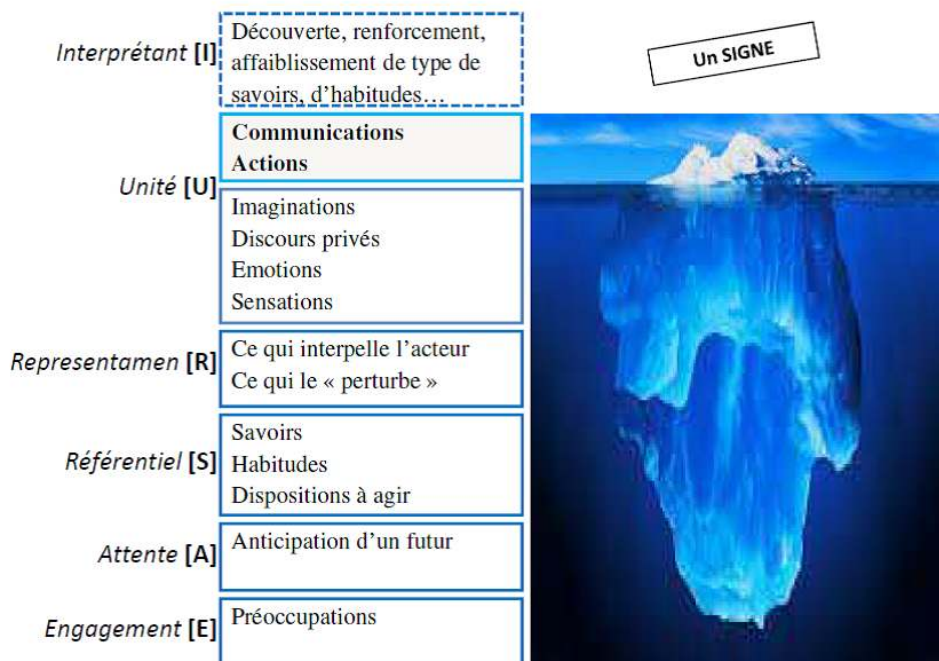 Interprétant [I]
Découverte, renforcement,
affaiblissement de type de
savoirs, d’habitudes…
Un SIGNE
Unité [U]
Communications
Actions
Imaginations
Discours privés
Emotions
Sensations
Representamen [R]
Ce qui interpelle l’acteur
Ce qui le « perturbe »
Référentiel [S]
Savoirs
Habitudes
Dispositions à agir
Attente [A]
Anticipation d’un futur
Engagement [E]
Préoccupations